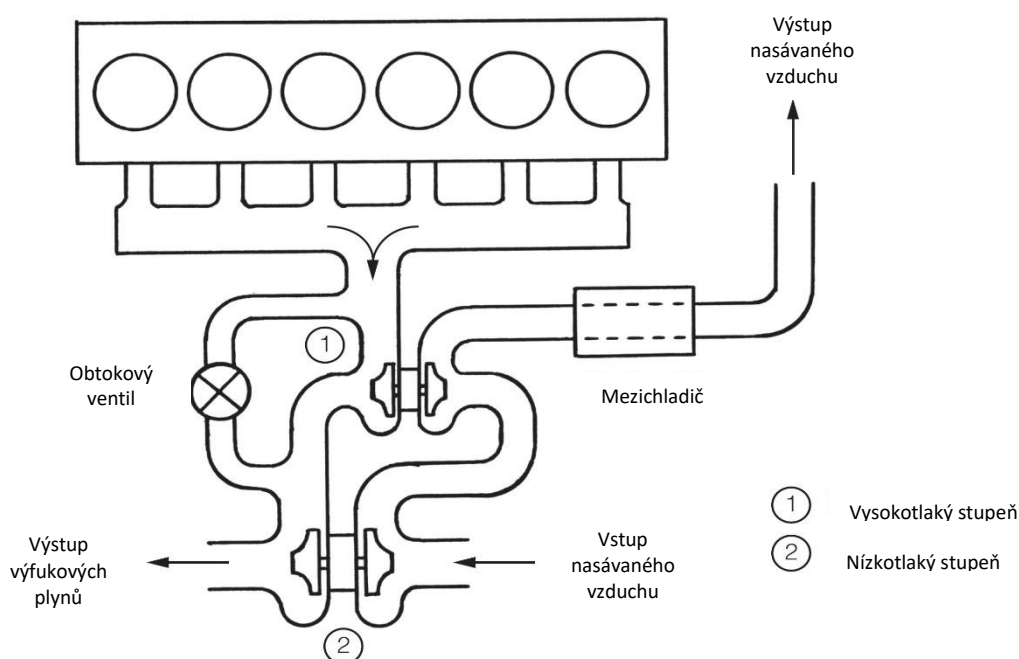 Výstup
nasávaného
vzduchu
1
Obtokový
ventil
Mezichladič
1 Vysokotlaký stupeň
2 Nízkotlaký stupeň
Výstup
výfukových
plynů
Vstup
nasávaného
vzduchu
2